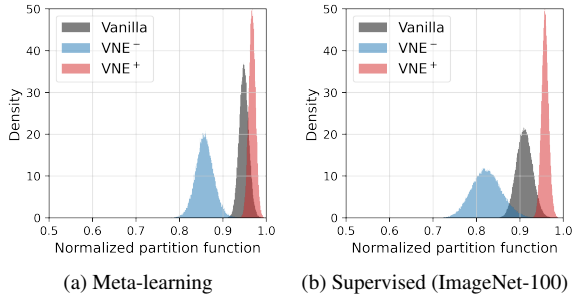 50
40
30
20
10
0
Density
Vanilla
VNE⁻
VNE⁺
0.5 0.6 0.7 0.8 0.9 1.0
Normalized partition function
(a) Meta-learning
50
40
30
20
10
0
Density
Vanilla
VNE⁻
VNE⁺
0.5 0.6 0.7 0.8 0.9 1.0
Normalized partition function
(b) Supervised (ImageNet-100)